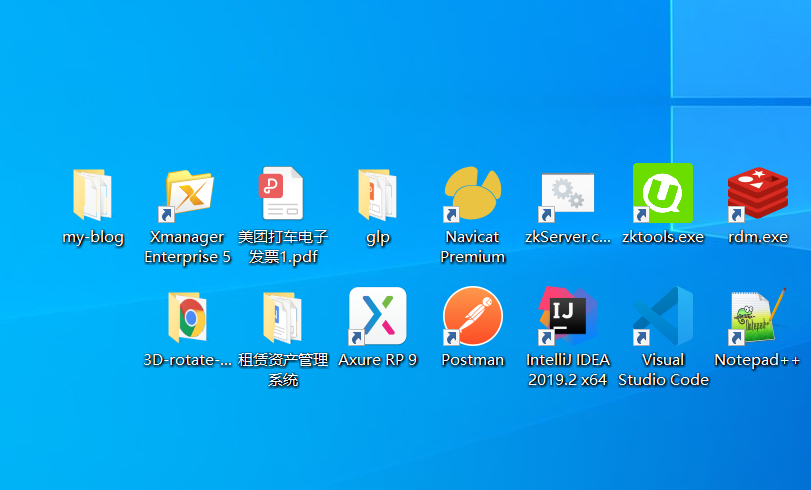 my-blog
Xmanager
Enterprise 5
美团打车电子
发票1.pdf
glp
Navicat
Premium
zkServer.c...
zktools.exe
rdm.exe
3D-rotate-...
租赁资产管理
系统
Axure RP 9
Postman
IJ
IntelliJ IDEA
2019.2 x64
Visual
Studio Code
Notepad++